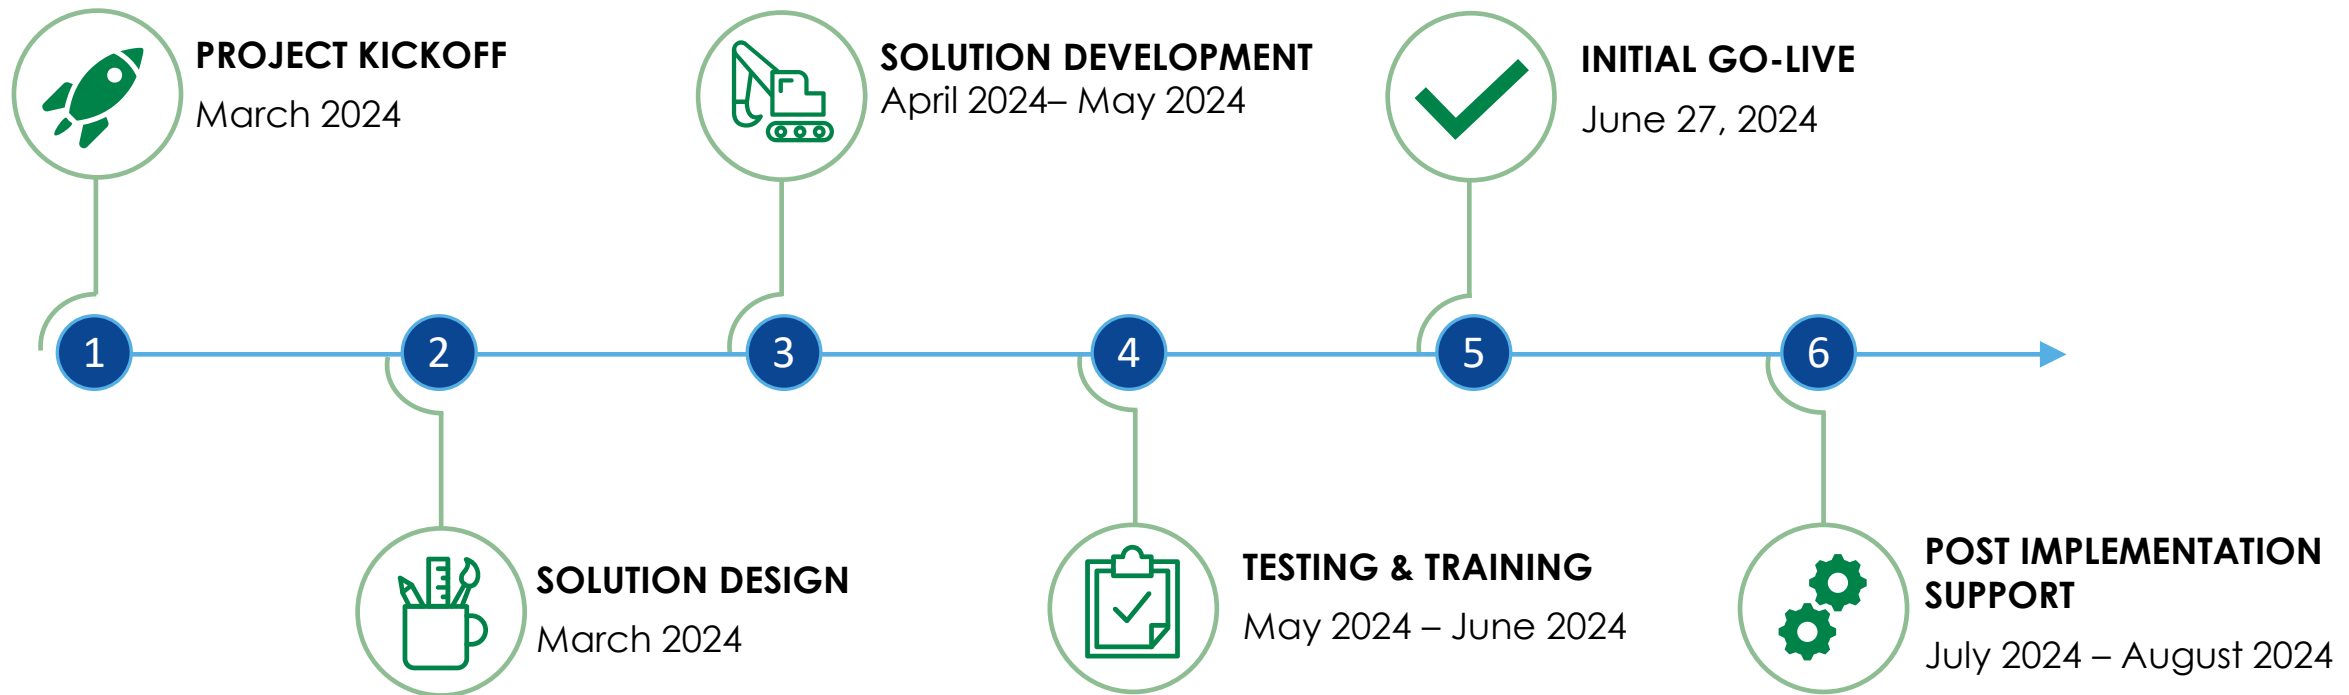 PROJECT KICKOFF
March 2024
SOLUTION DEVELOPMENT
April 2024– May 2024
INITIAL GO-LIVE
June 27, 2024
1
2
3
4
5
6
SOLUTION DESIGN
March 2024
TESTING & TRAINING
May 2024 – June 2024
POST IMPLEMENTATION
SUPPORT
July 2024 – August 2024